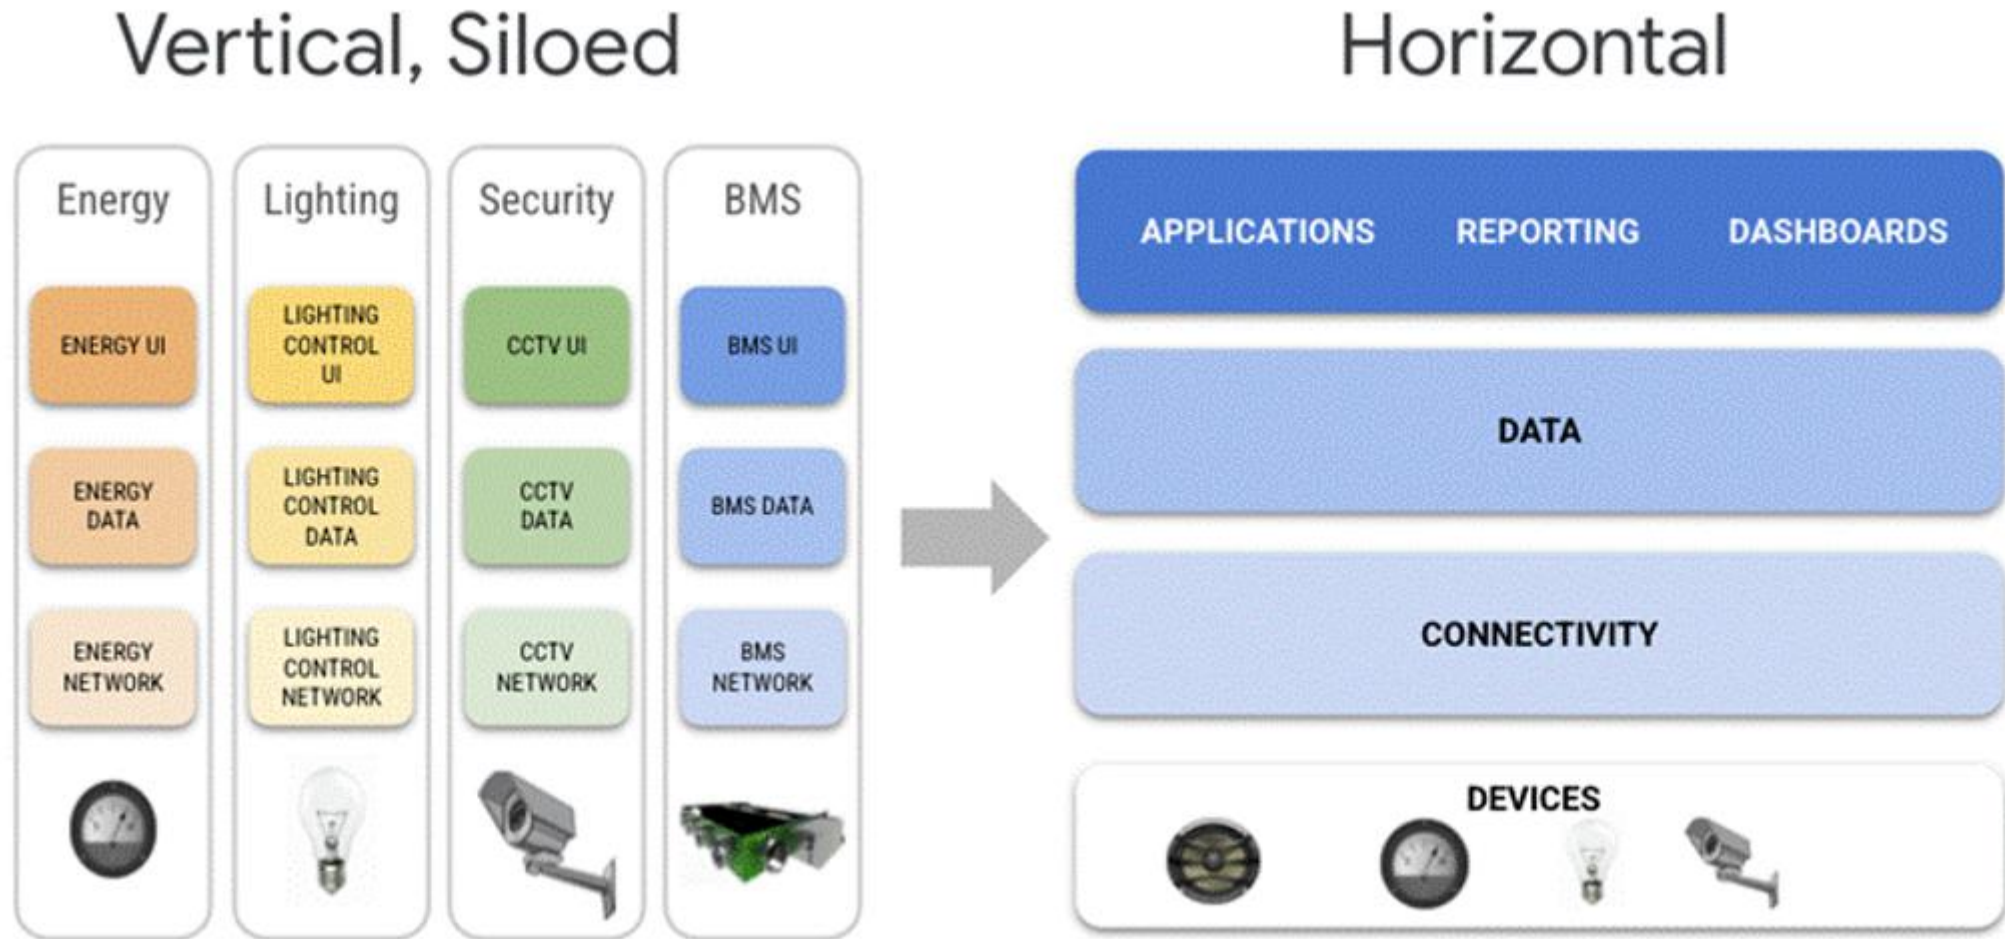 Vertical, Siloed
Horizontal
Energy
ENERGY UI
ENERGY
DATA
ENERGY
NETWORK
Lighting
LIGHTING
CONTROL
UI
LIGHTING
CONTROL
DATA
LIGHTING
CONTROL
NETWORK
Security
CCTV UI
CCTV
DATA
CCTV
NETWORK
BMS
BMS UI
BMS DATA
BMS
NETWORK
APPLICATIONS REPORTING DASHBOARDS
DATA
CONNECTIVITY
DEVICES